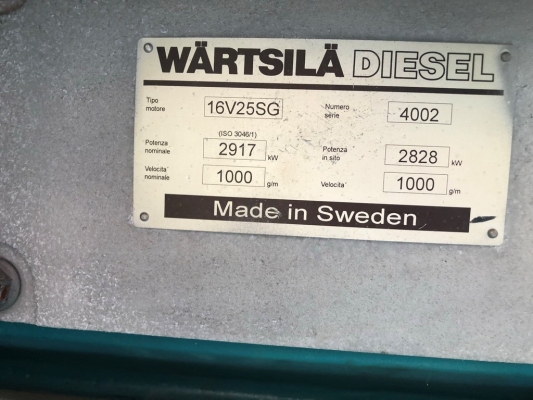 WÄRTSILÄ DIESEL
Tipo motore 16V25SG Numero serie 4002
(ISO 3046/1)
Potenza nominale 2917 kW Potenza in sito 2828 kW
Velocita' nominale 1000 g/m Velocita' 1000 g/m
Made in Sweden